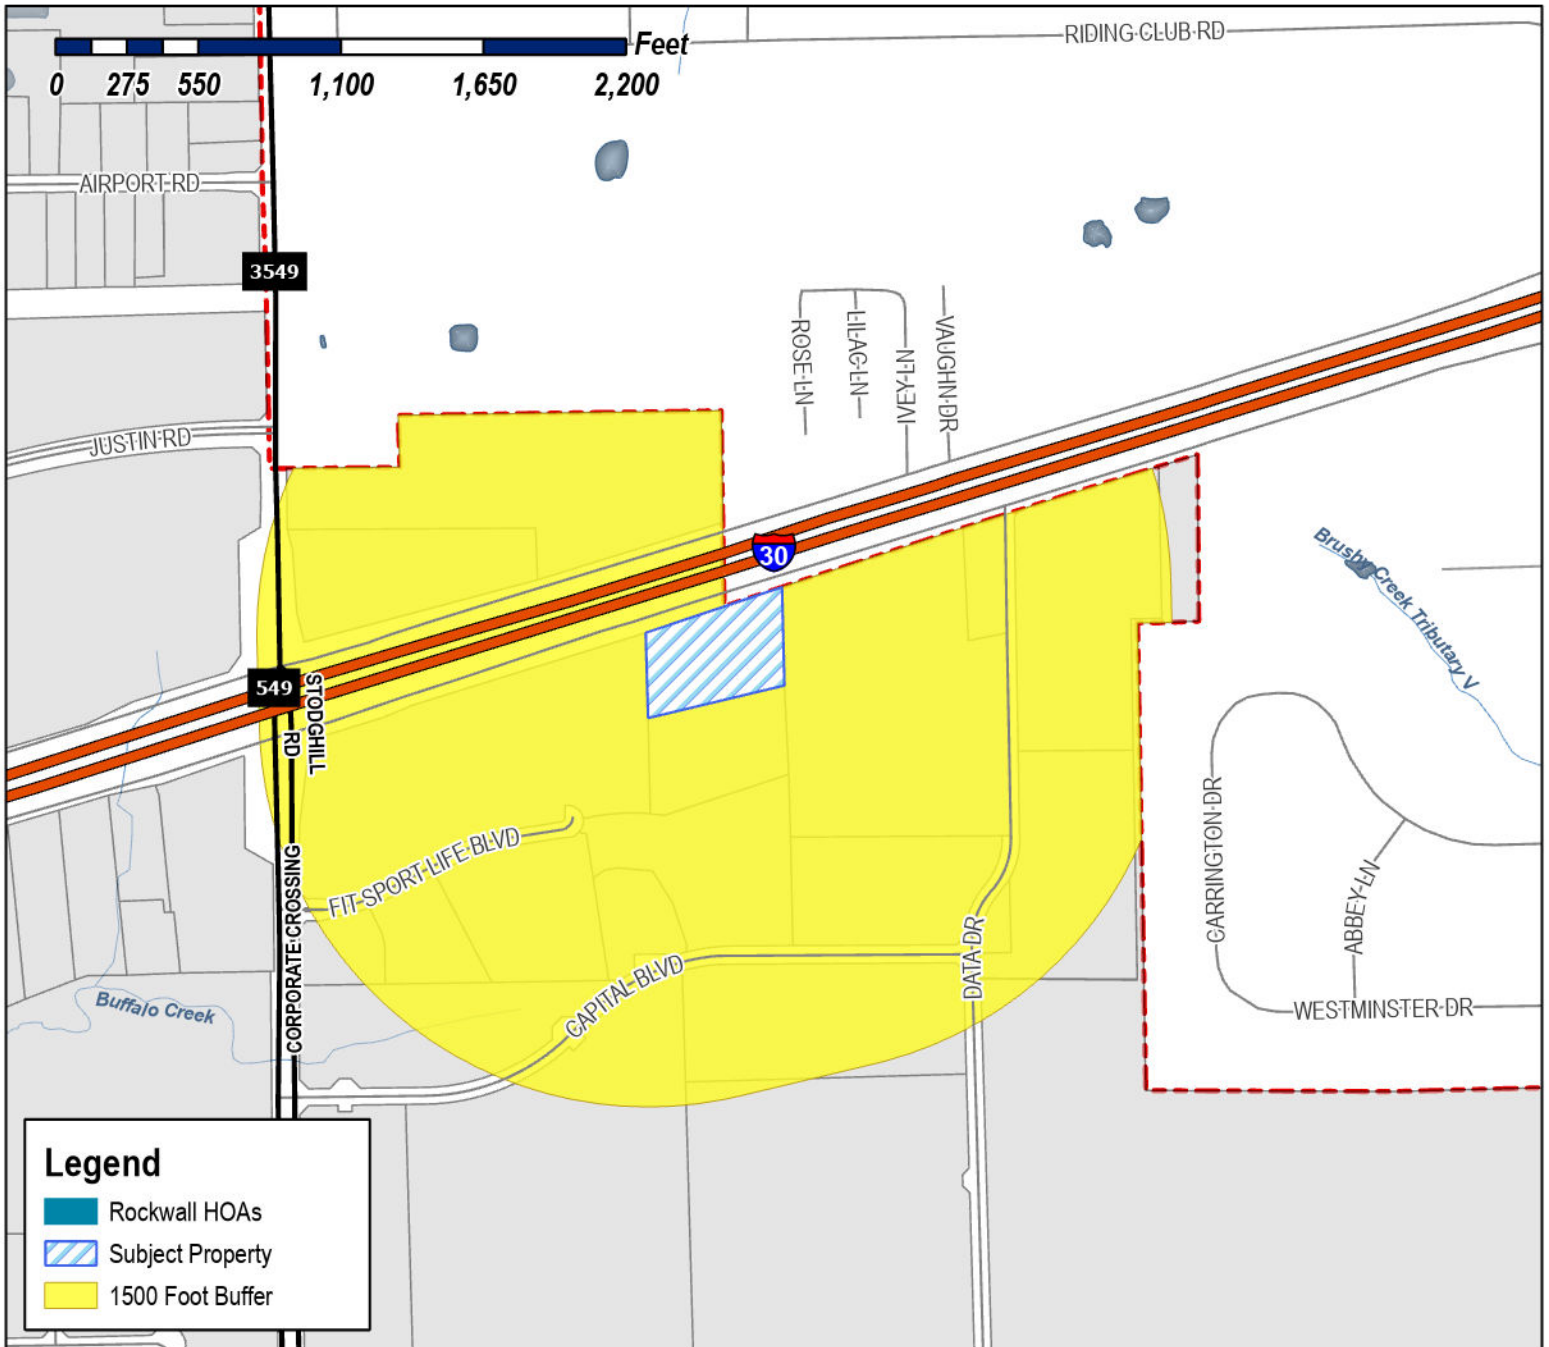 Feet
0 275 550 1,100 1,650 2,200
RIDING CLUB RD
AIRPORT RD
3549
ROSE LN
LILAC LN
IVEY LN
VAUGHN DR
JUSTIN RD
30
Brushy Creek Tributary V
549
STODGHILL
RD
FIT SPORT LIFE BLVD
CORPORATE CROSSING
CAPITAL BLVD
DATA DR
CARRINGTON DR
ABBEY LN
WESTMINSTER DR
Buffalo Creek
Legend
Rockwall HOAs
Subject Property
1500 Foot Buffer